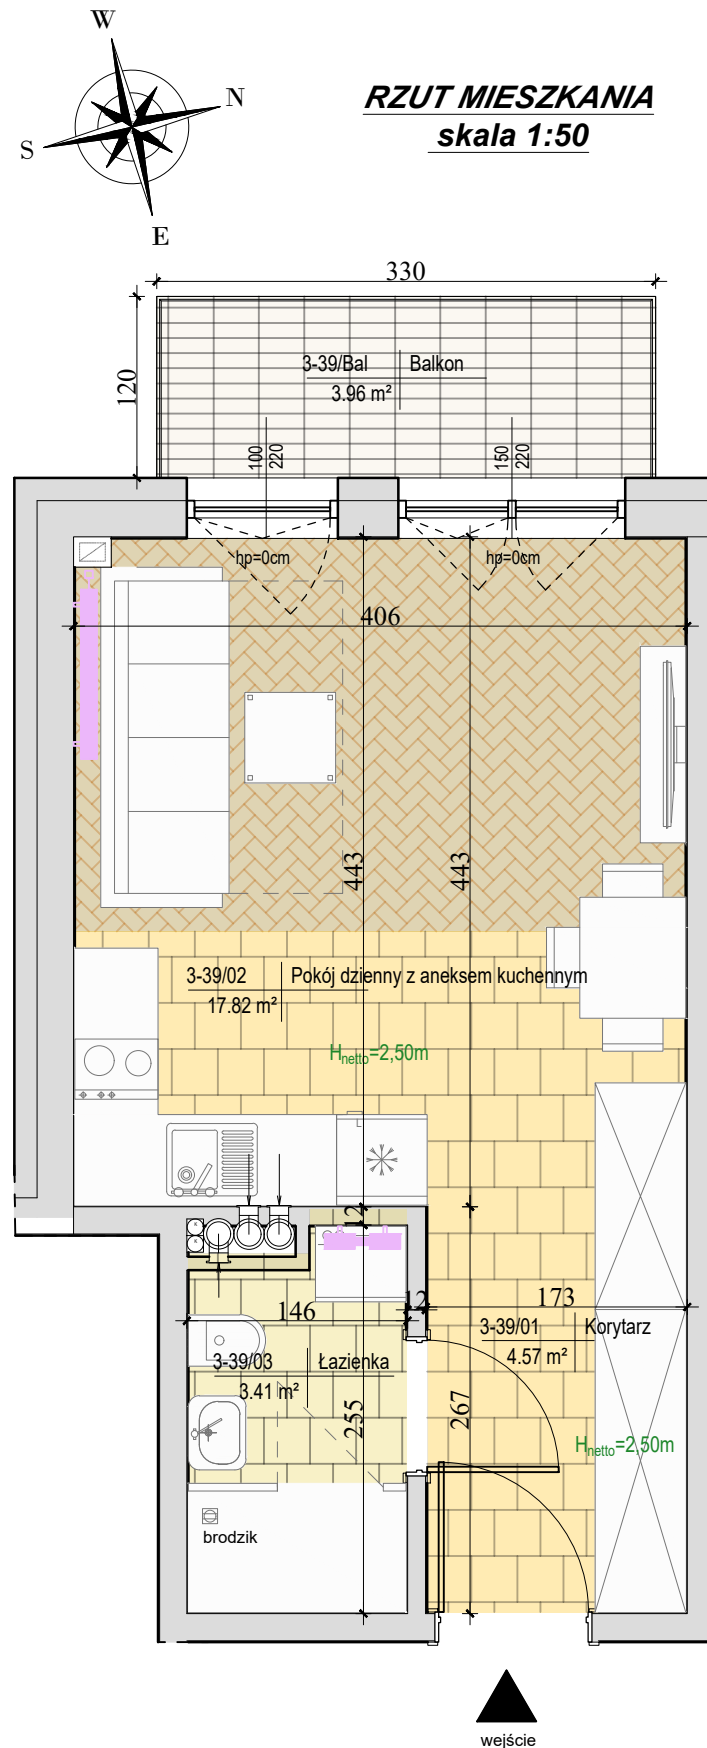 W
N
S
E
RZUT MIESZKANIA
skala 1:50
330
120
3-39/Bal Balkon
3.96 m²
100
220
150
220
hp=0cm
hp=0cm
406
443
443
3-39/02 Pokój dzienny z aneksem kuchennym
17.82 m²
Hnetto=2,50m
12
146
12
173
3-39/01 Korytarz
4.57 m²
3-39/03 Łazienka
3.41 m²
255
267
Hnetto=2,50m
brodzik
wejście